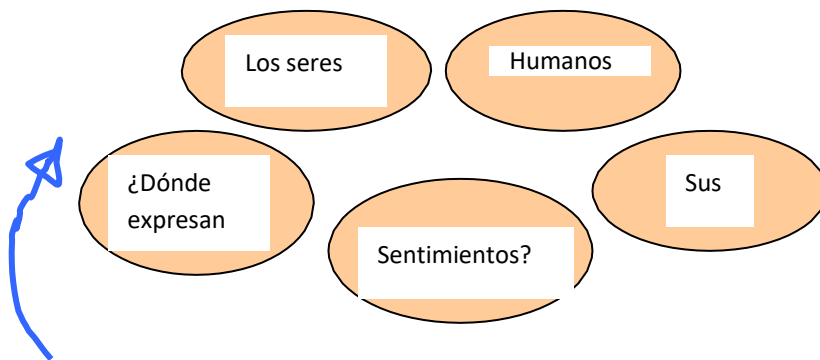 ¿Dónde
expresan
Los seres
Humanos
Sus
Sentimientos?